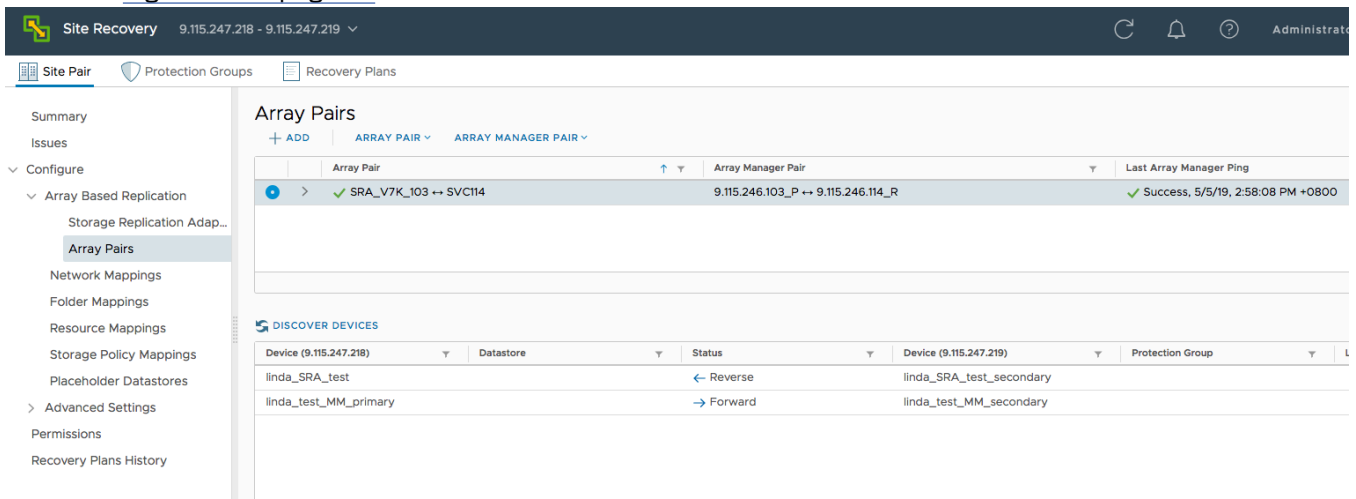 Site Recovery 9.115.247.218 - 9.115.247.219
Administrato
Site Pair Protection Groups Recovery Plans
Summary
Issues
Configure
Array Based Replication
Storage Replication Adap...
Array Pairs
Network Mappings
Folder Mappings
Resource Mappings
Storage Policy Mappings
Placeholder Datastores
Advanced Settings
Permissions
Recovery Plans History
Array Pairs
+ ADD ARRAY PAIR ARRAY MANAGER PAIR
Array Pair Array Manager Pair Last Array Manager Ping
SRA_V7K_103 ↔ SVC114 9.115.246.103_P ↔ 9.115.246.114_R Success, 5/5/19, 2:58:08 PM +0800
DISCOVER DEVICES
Device (9.115.247.218) Datastore Status Device (9.115.247.219) Protection Group
linda_SRA_test ← Reverse linda_SRA_test_secondary
linda_test_MM_primary → Forward linda_test_MM_secondary